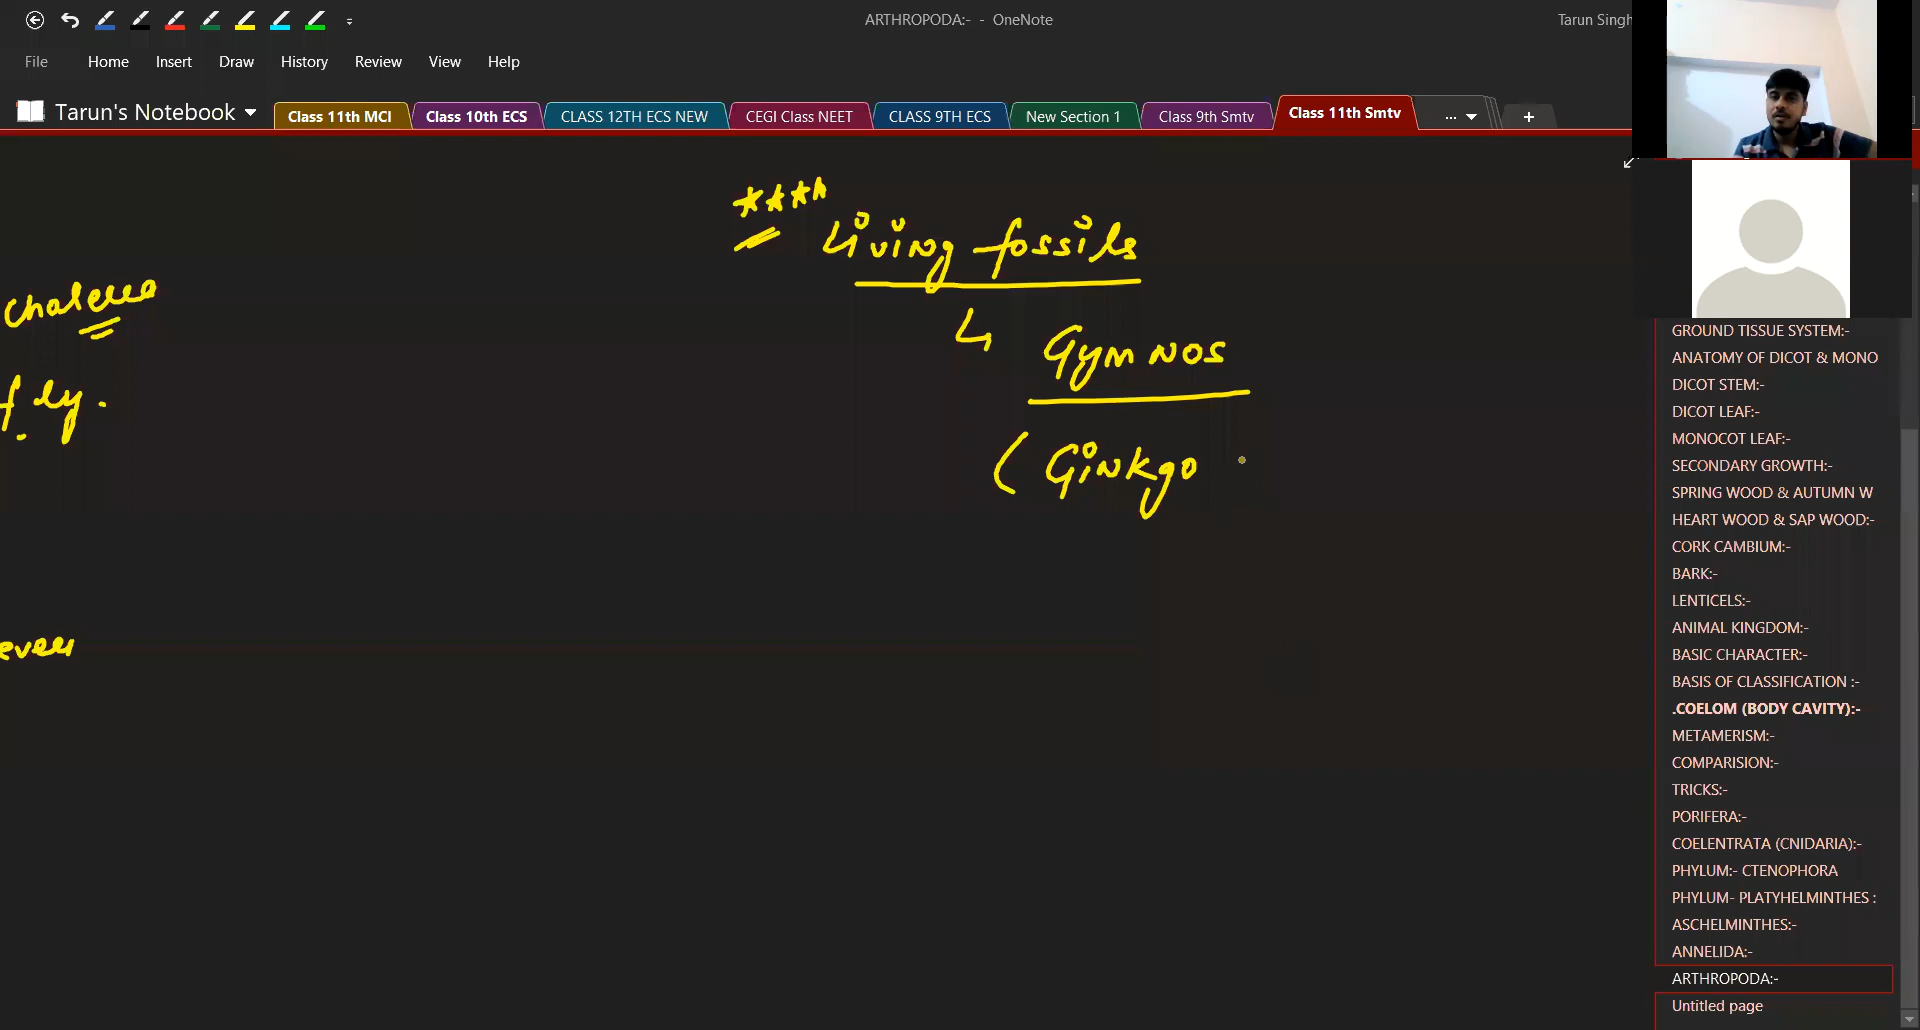 ARTHROPODA:- - OneNote
Tarun Singh
File Home Insert Draw History Review View Help
Tarun's Notebook
Class 11th MCI Class 10th ECS CLASS 12TH ECS NEW CEGI Class NEET CLASS 9TH ECS New Section 1 Class 9th Smtv Class 11th Smtv ... +
****
Living fossils
Gymnos
(Ginkgo
fly.
GROUND TISSUE SYSTEM:-
ANATOMY OF DICOT & MONO
DICOT STEM:-
DICOT LEAF:-
MONOCOT LEAF:-
SECONDARY GROWTH:-
SPRING WOOD & AUTUMN W
HEART WOOD & SAP WOOD:-
CORK CAMBIUM:-
BARK:-
LENTICELS:-
ANIMAL KINGDOM:-
BASIC CHARACTER:-
BASIS OF CLASSIFICATION :-
.COELOM (BODY CAVITY):-
METAMERISM:-
COMPARISION:-
TRICKS:-
PORIFERA:-
COELENTRATA (CNIDARIA):-
PHYLUM:- CTENOPHORA
PHYLUM- PLATYHELMINTHES :
ASCHELMINTHES:-
ANNELIDA:-
ARTHROPODA:-
Untitled page